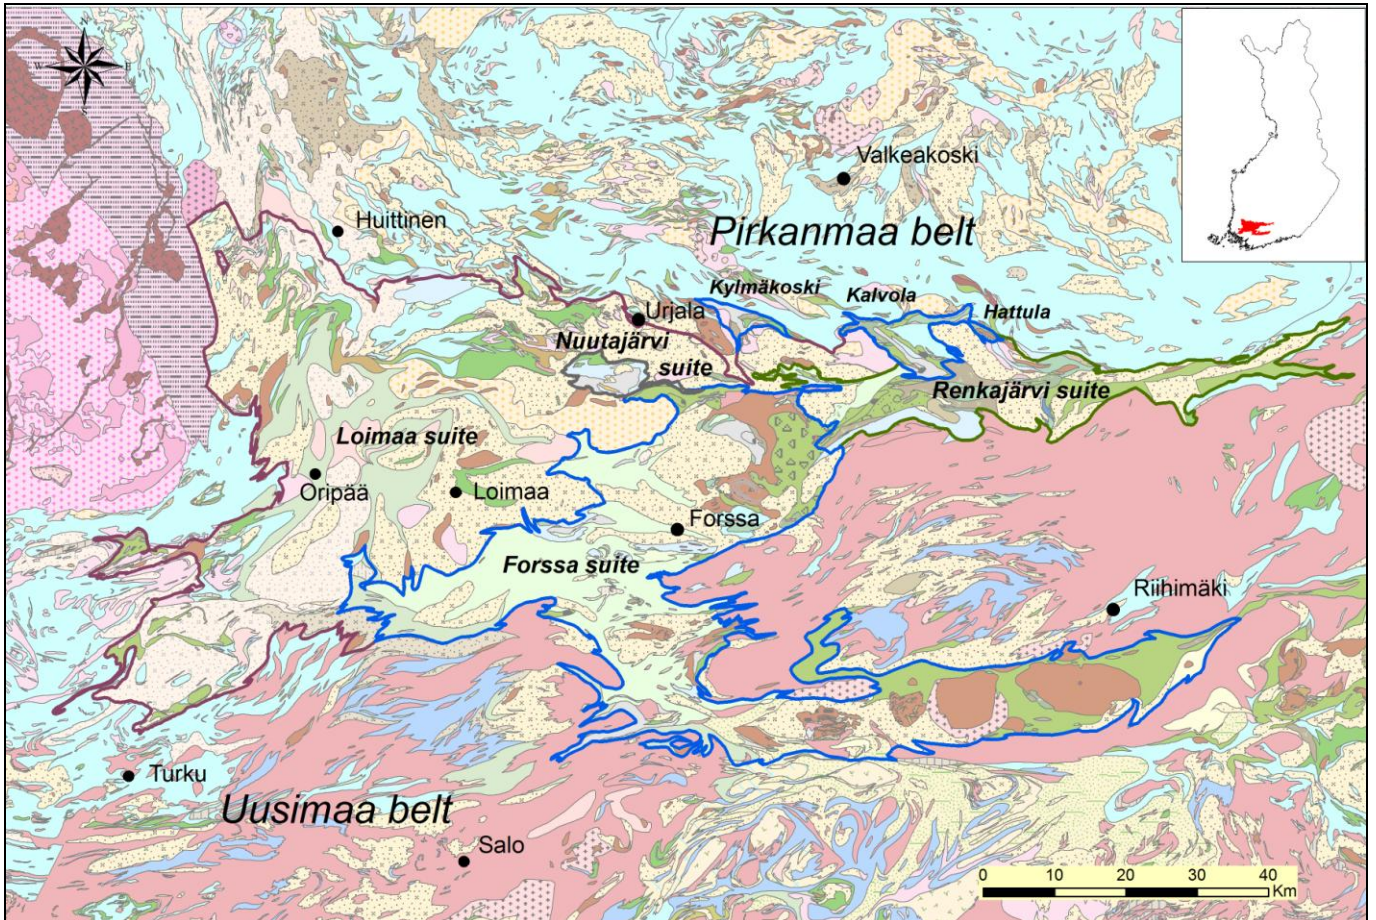 N
W
E
Valkeakoski
Huittinen
Pirkanmaa belt
Kylmäkoski
Kalvola
Hattula
Urjala
Nuutajärvi
suite
Renkajärvi suite
Loimaa suite
Oripää
Loimaa
Forssa
Forssa suite
Riihimäki
Turku
Uusimaa belt
Salo
0 10 20 30 40
Km